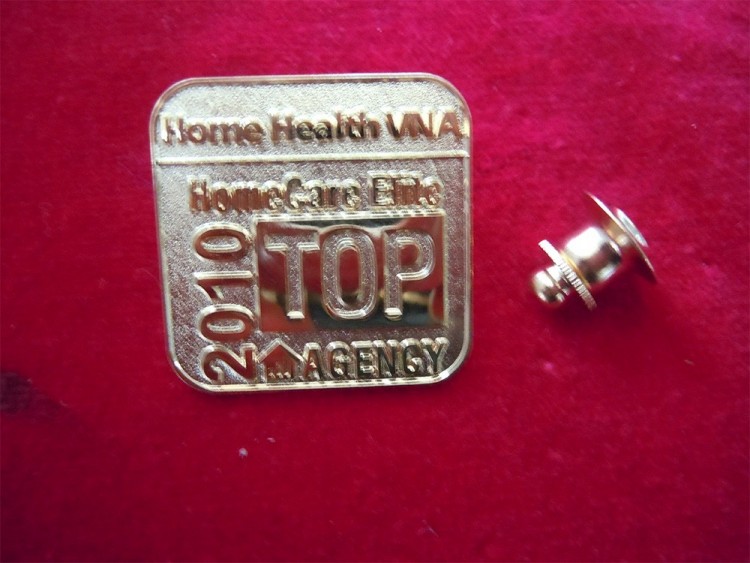 Home Health VNA
HomeCare Elite
2010
TOP
AGENCY